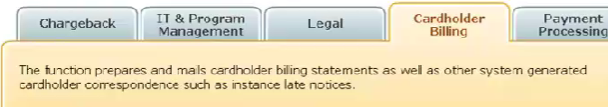 Chargeback
IT & Program
Management
Legal
Cardholder
Billing
Payment
Processing
The function prepares and mails cardholder billing statements as well as other system generated
cardholder correspondence such as instance late notices.